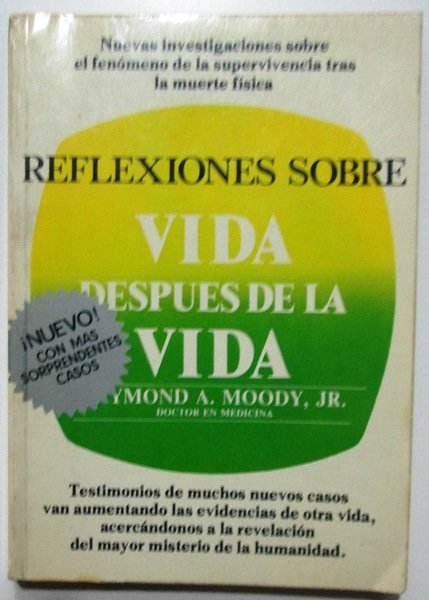 Nuevas investigaciones sobre
el fenómeno de la supervivencia tras
la muerte física
REFLEXIONES SOBRE
VIDA
DESPUES DE LA
VIDA
¡NUEVO!
CON MAS
SORPRENDENTES
CASOS
YMOND A. MOODY, JR.
DOCTOR EN MEDICINA
Testimonios de muchos nuevos casos
van aumentando las evidencias de otra vida,
acercándonos a la revelación
del mayor misterio de la humanidad.